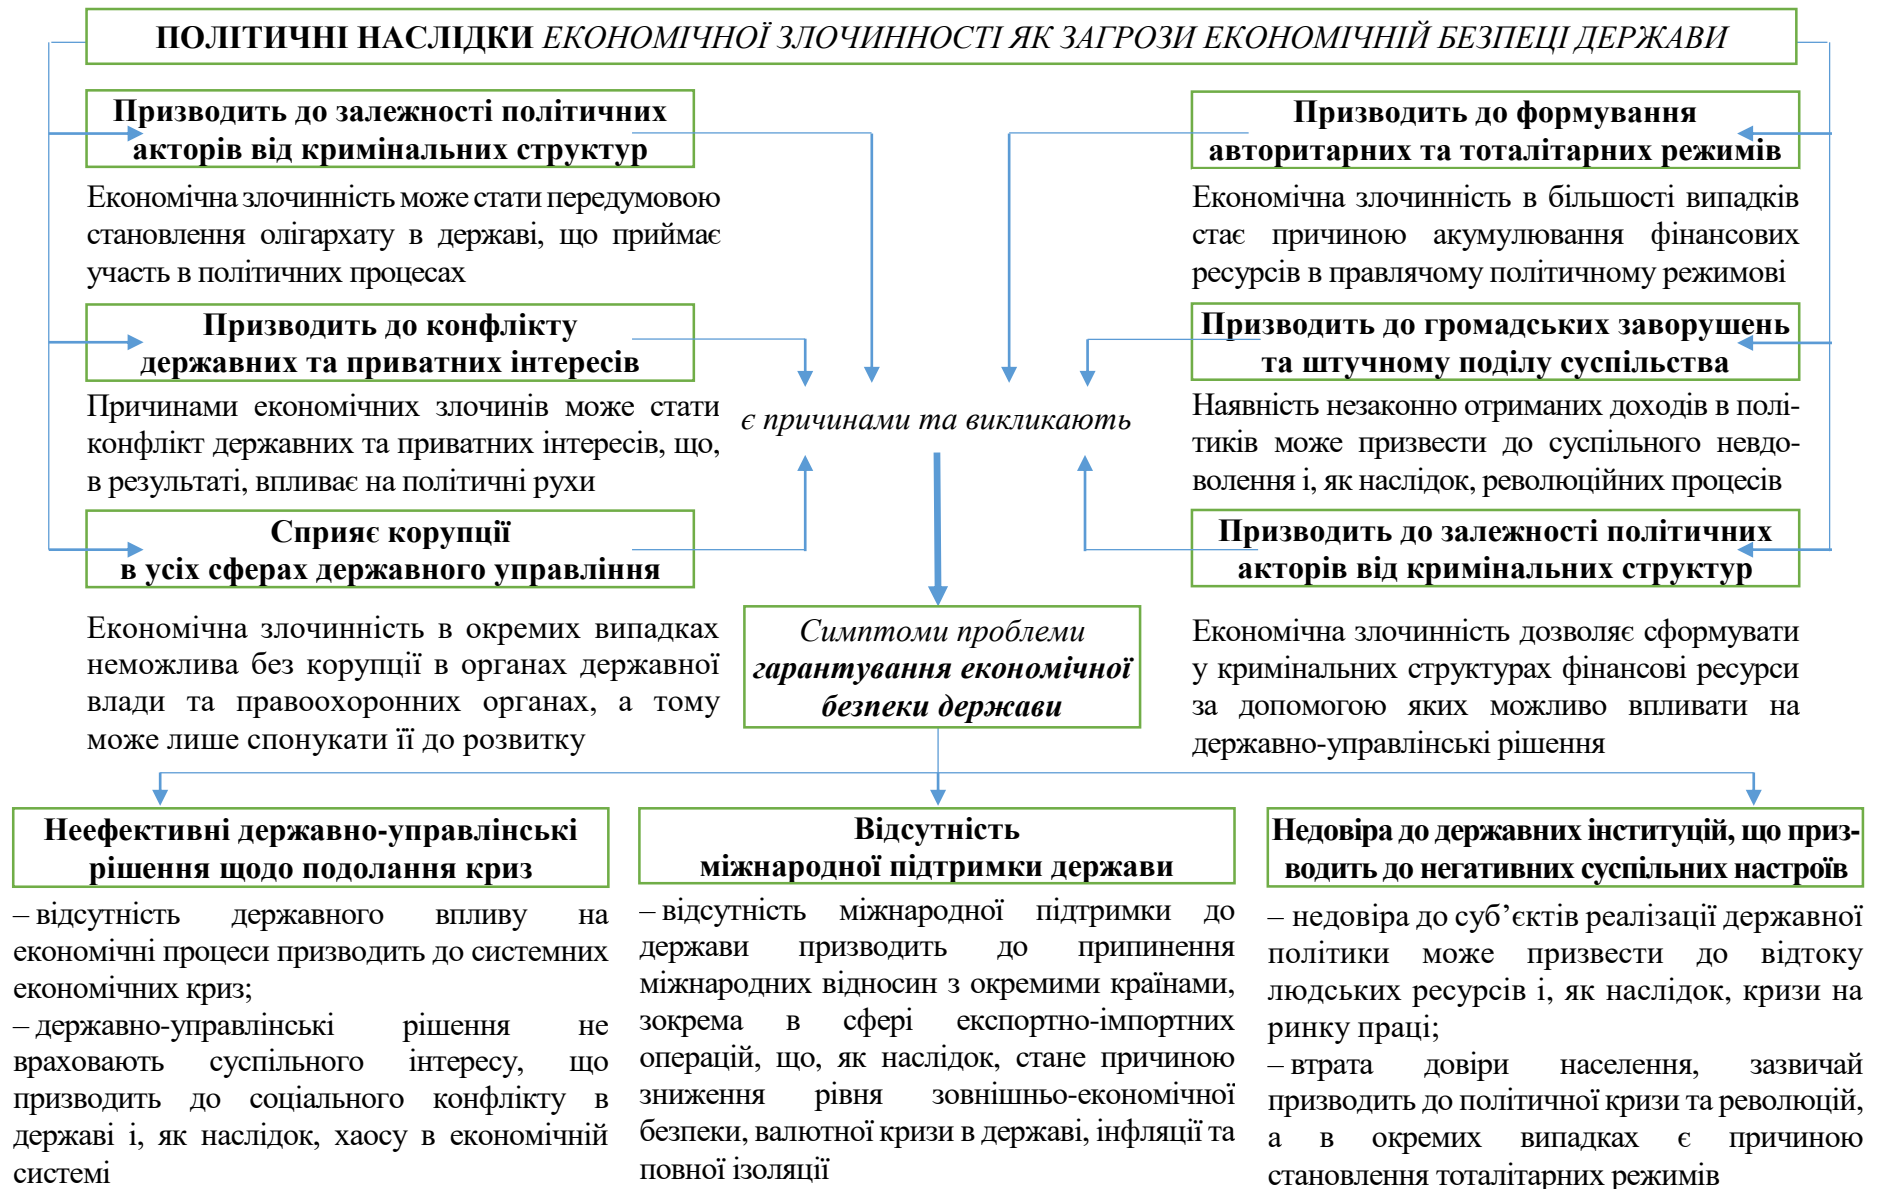 ПОЛІТИЧНІ НАСЛІДКИ ЕКОНОМІЧНОЇ ЗЛОЧИННОСТІ ЯК ЗАГРОЗИ ЕКОНОМІЧНІЙ БЕЗПЕЦІ ДЕРЖАВИ
Призводить до залежності політичних
акторів від кримінальних структур
Економічна злочинність може стати передумовою
становлення олігархату в державі, що приймає
участь в політичних процесах
Призводить до конфлікту
державних та приватних інтересів
Причинами економічних злочинів може стати
конфлікт державних та приватних інтересів, що,
в результаті, впливає на політичні рухи
Сприяє корупції
в усіх сферах державного управління
Економічна злочинність в окремих випадках
неможлива без корупції в органах державної
влади та правоохоронних органах, а тому
може лише спонукати її до розвитку
Призводить до формування
авторитарних та тоталітарних режимів
Економічна злочинність в більшості випадків
стає причиною акумулювання фінансових
ресурсів в правлячому політичному режимові
Призводить до громадських заворушень
та штучному поділу суспільства
Наявність незаконно отриманих доходів в полі-
тиків може призвести до суспільного невдо-
волення і, як наслідок, революційних процесів
Призводить до залежності політичних
акторів від кримінальних структур
Економічна злочинність дозволяє сформувати
у кримінальних структурах фінансові ресурси
за допомогою яких можливо впливати на
державно-управлінські рішення
є причинами та викликають
Симптоми проблеми
гарантування економічної
безпеки держави
Неефективні державно-управлінські
рішення щодо подолання криз
– відсутність державного впливу на
економічні процеси призводить до системних
економічних криз;
– державно-управлінські рішення не
враховають суспільного інтересу, що
призводить до соціального конфлікту в
державі і, як наслідок, хаосу в економічній
системі
Відсутність
міжнародної підтримки держави
– відсутність міжнародної підтримки до
держави призводить до припинення
міжнародних відносин з окремими країнами,
зокрема в сфері експортно-імпортних
операцій, що, як наслідок, стане причиною
зниження рівня зовнішньо-економічної
безпеки, валютної кризи в державі, інфляції та
повної ізоляції
Недовіра до державних інституцій, що приз-
водить до негативних суспільних настроїв
– недовіра до суб’єктів реалізації державної
політики може призвести до відтоку
людських ресурсів і, як наслідок, кризи на
ринку праці;
– втрата довіри населення, зазвичай
призводить до політичної кризи та революцій,
а в окремих випадках є причиною
становлення тоталітарних режимів